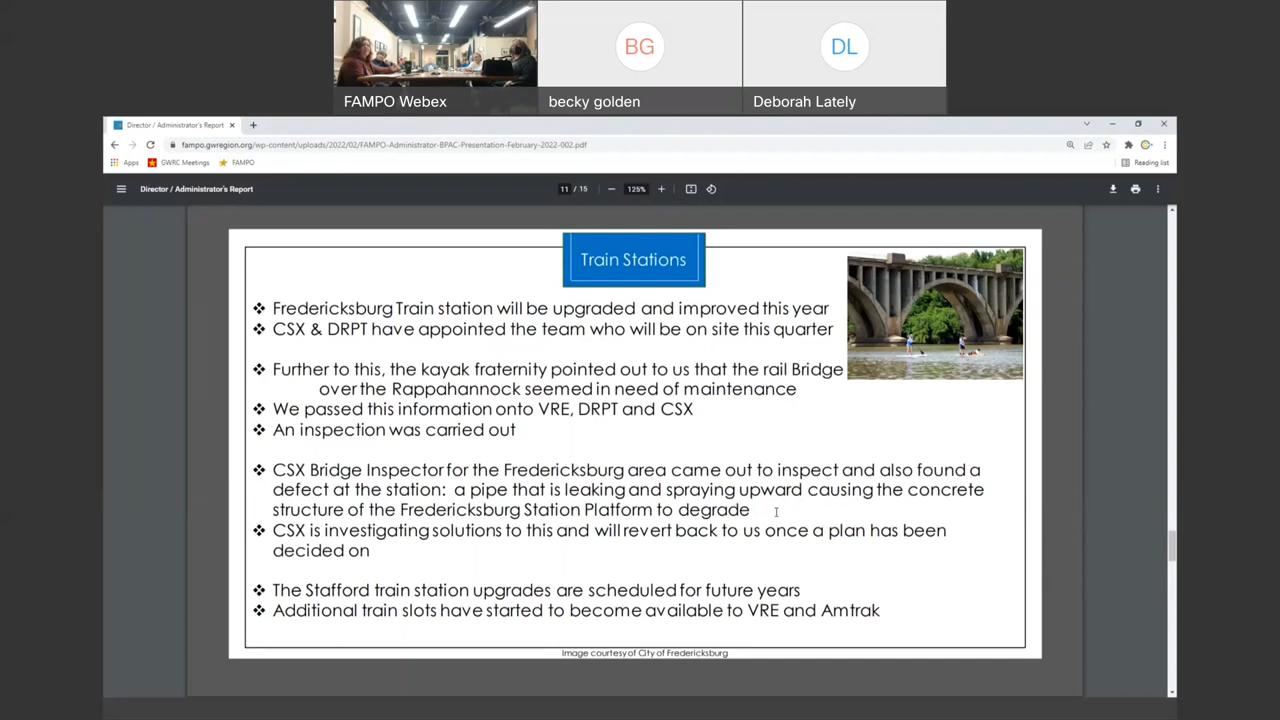 BG
DL
FAMPO Webex
becky golden
Deborah Lately
Director / Administrator's Report
fampo.gwregion.org/wp-content/uploads/2022/02/FAMPO-Administrator-BPAC-Presentation-February-2022-002.pdf
Apps
GWRC Meetings
FAMPO
Reading list
Director / Administrator's Report
11 / 15
125%
Train Stations
❖ Fredericksburg Train station will be upgraded and improved this year
❖ CSX & DRPT have appointed the team who will be on site this quarter
❖ Further to this, the kayak fraternity pointed out to us that the rail Bridge
over the Rappahannock seemed in need of maintenance
❖ We passed this information onto VRE, DRPT and CSX
❖ An inspection was carried out
❖ CSX Bridge Inspector for the Fredericksburg area came out to inspect and also found a
defect at the station: a pipe that is leaking and spraying upward causing the concrete
structure of the Fredericksburg Station Platform to degrade
❖ CSX is investigating solutions to this and will revert back to us once a plan has been
decided on
❖ The Stafford train station upgrades are scheduled for future years
❖ Additional train slots have started to become available to VRE and Amtrak
Image courtesy of City of Fredericksburg